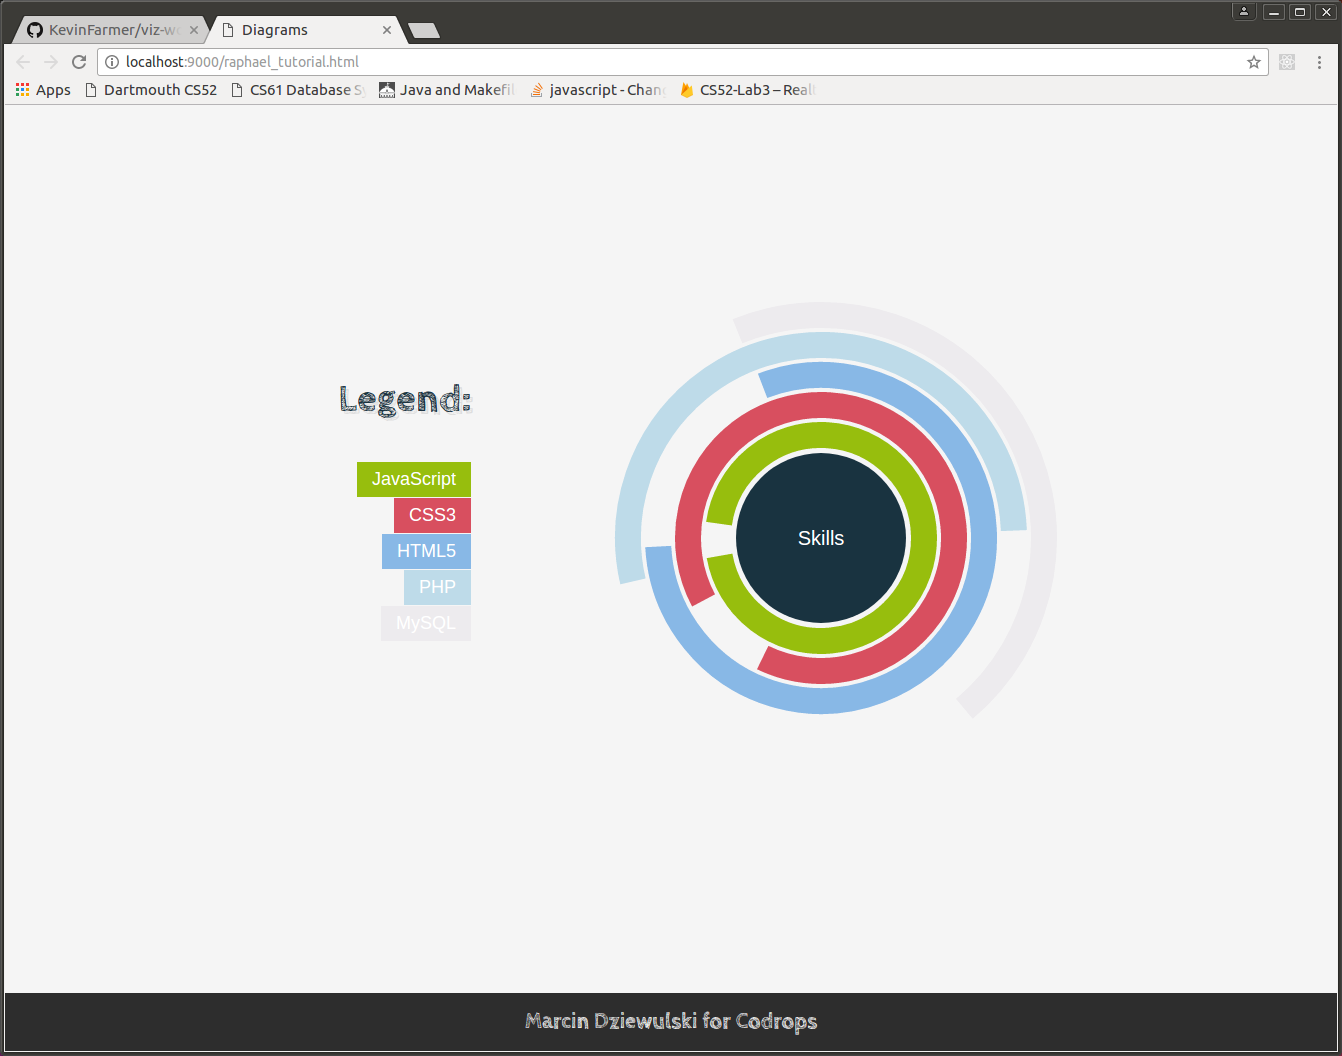 KevinFarmer/viz-w
Diagrams
localhost:9000/raphael_tutorial.html
Apps
Dartmouth CS52
CS61 Database S
Java and Makefil
javascript - Chan
CS52-Lab3 – Realt
Legend:
JavaScript
CSS3
HTML5
PHP
MySQL
Skills
Marcin Dziewulski for Codrops